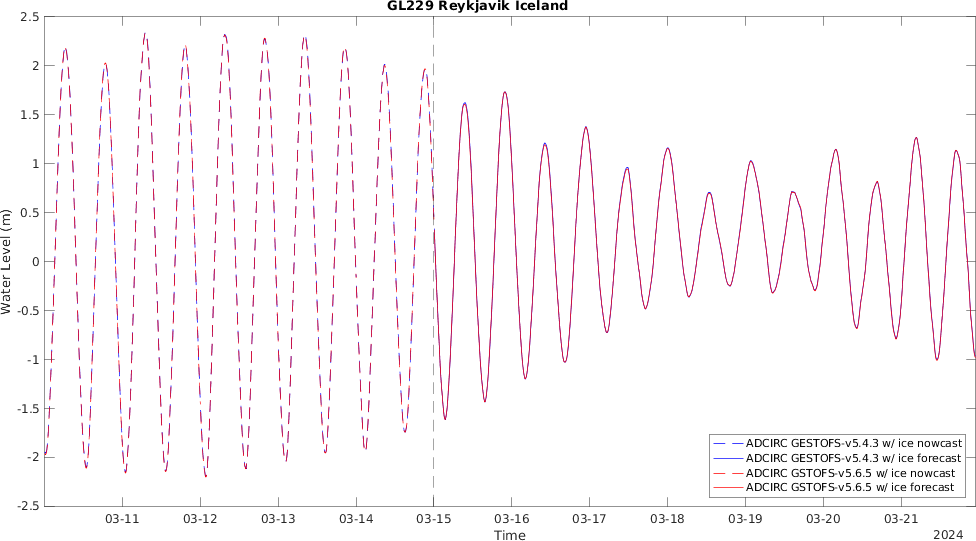 GL229 Reykjavik Iceland
2.5
2
1.5
1
0.5
0
-0.5
-1
-1.5
-2
-2.5
Water Level (m)
ADCIRC GESTOFS-v5.4.3 w/ ice nowcast
ADCIRC GESTOFS-v5.4.3 w/ ice forecast
ADCIRC GSTOFS-v5.6.5 w/ ice nowcast
ADCIRC GSTOFS-v5.6.5 w/ ice forecast
03-11 03-12 03-13 03-14 03-15 03-16 03-17 03-18 03-19 03-20 03-21
Time
2024